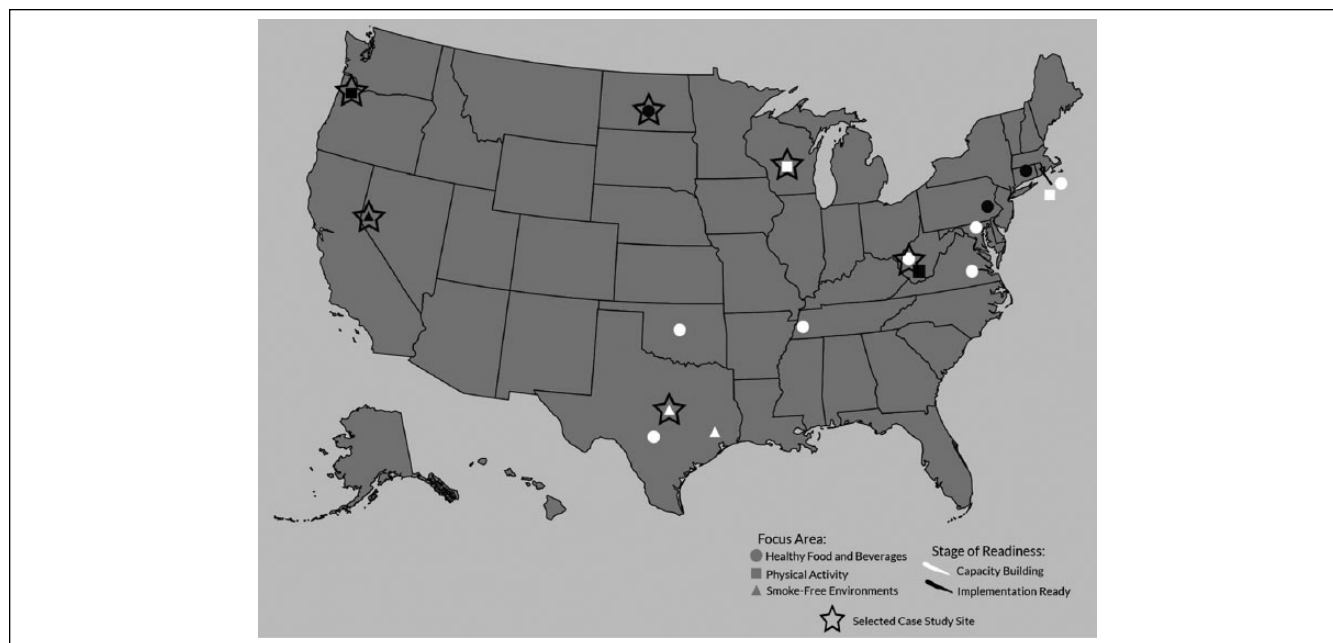 Focus Area:
Healthy Food and Beverages
Physical Activity
Smoke-Free Environments
Stage of Readiness:
Capacity Building
Implementation Ready
Selected Case Study Site